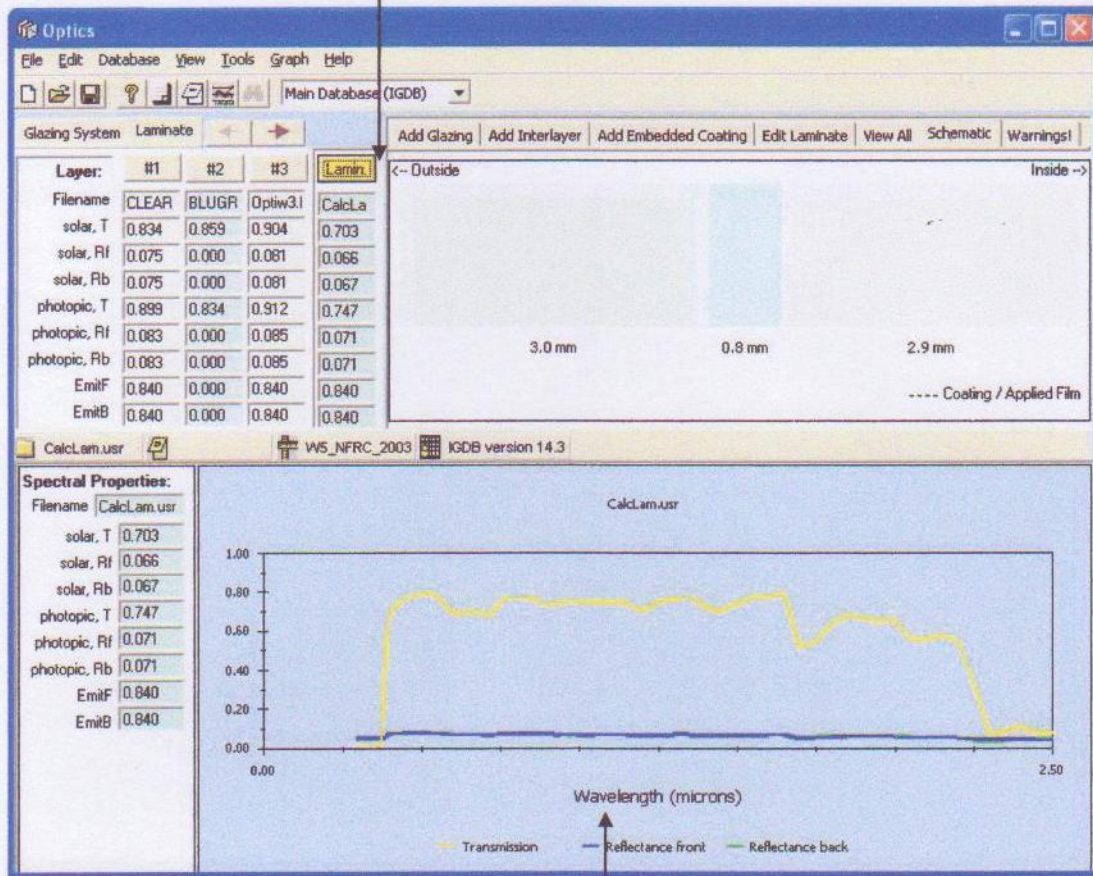 Optics
File Edit Database View Tools Graph Help
Main Database (IGDB)
Glazing System Laminate
Add Glazing Add Interlayer Add Embedded Coating Edit Laminate View All Schematic Warnings!
Layer: #1 #2 #3 Lamin.
<-- Outside Inside -->
Filename CLEAR BLUGR Optiw3.l CalcLa
solar, T 0.834 0.859 0.904 0.703
solar, Rf 0.075 0.000 0.081 0.066
solar, Rb 0.075 0.000 0.081 0.067
photopic, T 0.899 0.834 0.912 0.747
photopic, Rf 0.083 0.000 0.085 0.071
photopic, Rb 0.083 0.000 0.085 0.071
EmitF 0.840 0.000 0.840 0.840
EmitB 0.840 0.000 0.840 0.840
3.0 mm 0.8 mm 2.9 mm
---- Coating / Applied Film
CalcLam.usr W5_NFRC_2003 IGDB version 14.3
Spectral Properties:
Filename CalcLam.usr
solar, T 0.703
solar, Rf 0.066
solar, Rb 0.067
photopic, T 0.747
photopic, Rf 0.071
photopic, Rb 0.071
EmitF 0.840
EmitB 0.840
CalcLam.usr
1.00
0.80
0.60
0.40
0.20
0.00
0.00 2.50
Wavelength (microns)
Transmission Reflectance front Reflectance back